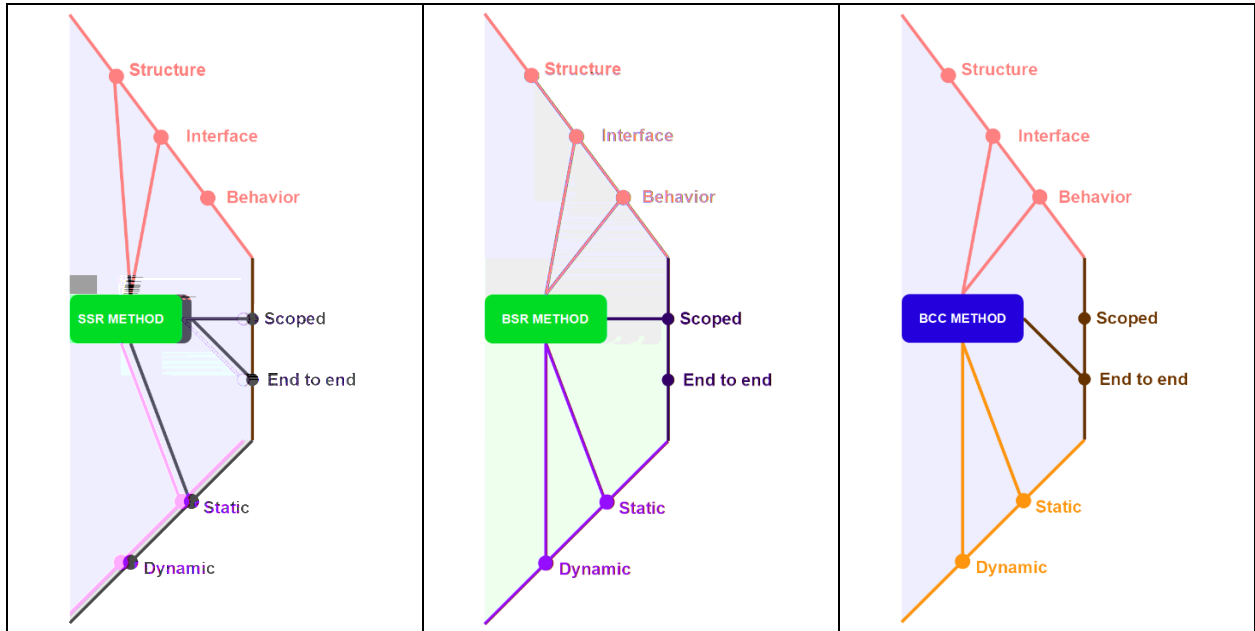 Structure
Interface
Behavior
SSR METHOD
Scoped
End to end
Static
Dynamic
Structure
Interface
Behavior
BSR METHOD
Scoped
End to end
Static
Dynamic
Structure
Interface
Behavior
BCC METHOD
Scoped
End to end
Static
Dynamic